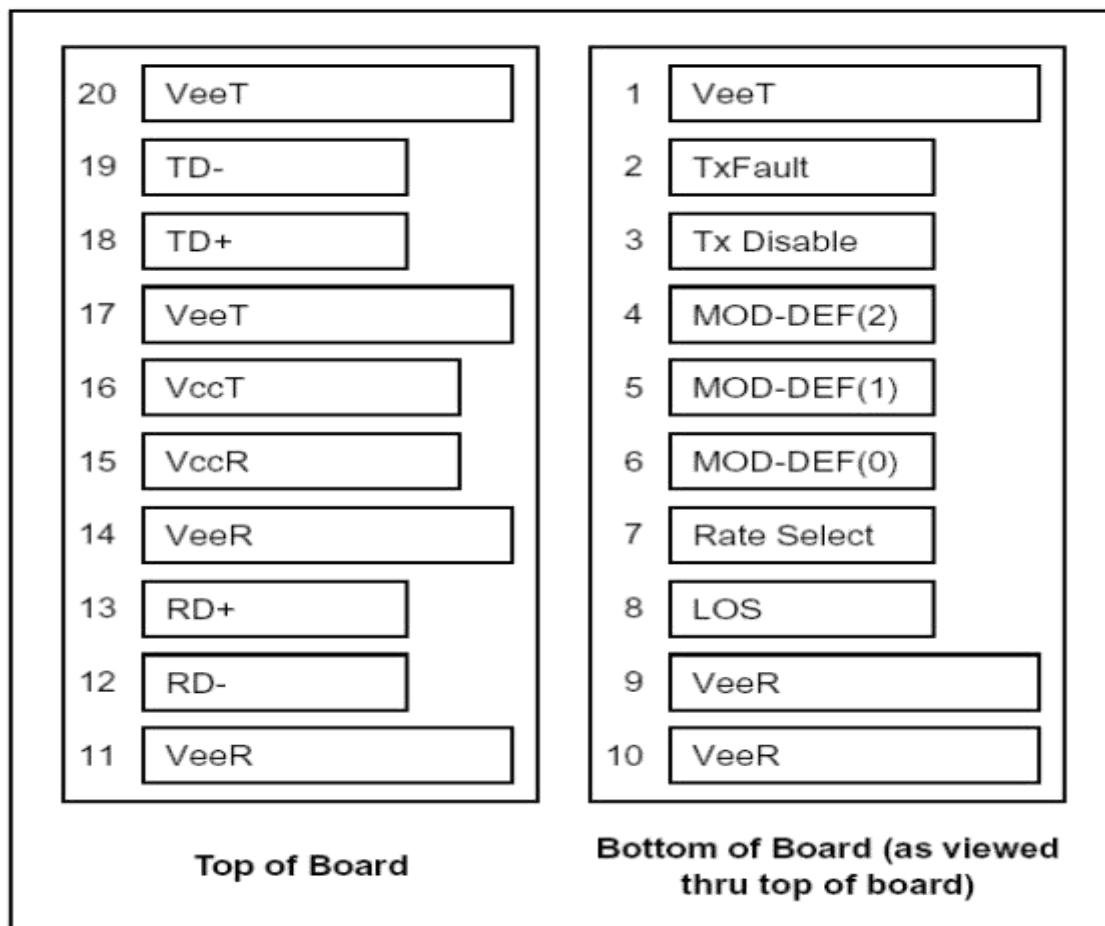 20 VeeT
19 TD-
18 TD+
17 VeeT
16 VccT
15 VccR
14 VeeR
13 RD+
12 RD-
11 VeeR
Top of Board
1 VeeT
2 TxFault
3 Tx Disable
4 MOD-DEF(2)
5 MOD-DEF(1)
6 MOD-DEF(0)
7 Rate Select
8 LOS
9 VeeR
10 VeeR
Bottom of Board (as viewed
thru top of board)